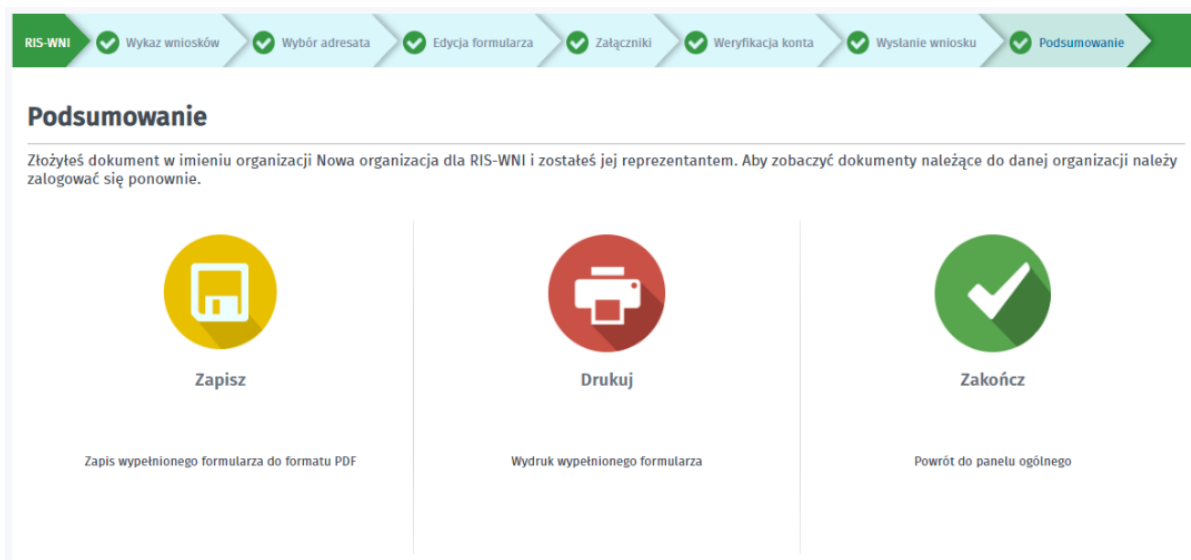 RIS-WNI Wykaz wniosków Wybór adresata Edycja formularza Załączniki Weryfikacja konta Wysłanie wniosku Podsumowanie
Podsumowanie
Złożyłeś dokument w imieniu organizacji Nowa organizacja dla RIS-WNI i zostałeś jej reprezentantem. Aby zobaczyć dokumenty należące do danej organizacji należy
zalogować się ponownie.
Zapisz Drukuj Zakończ
Zapis wypełnionego formularza do formatu PDF Wydruk wypełnionego formularza Powrót do panelu ogólnego